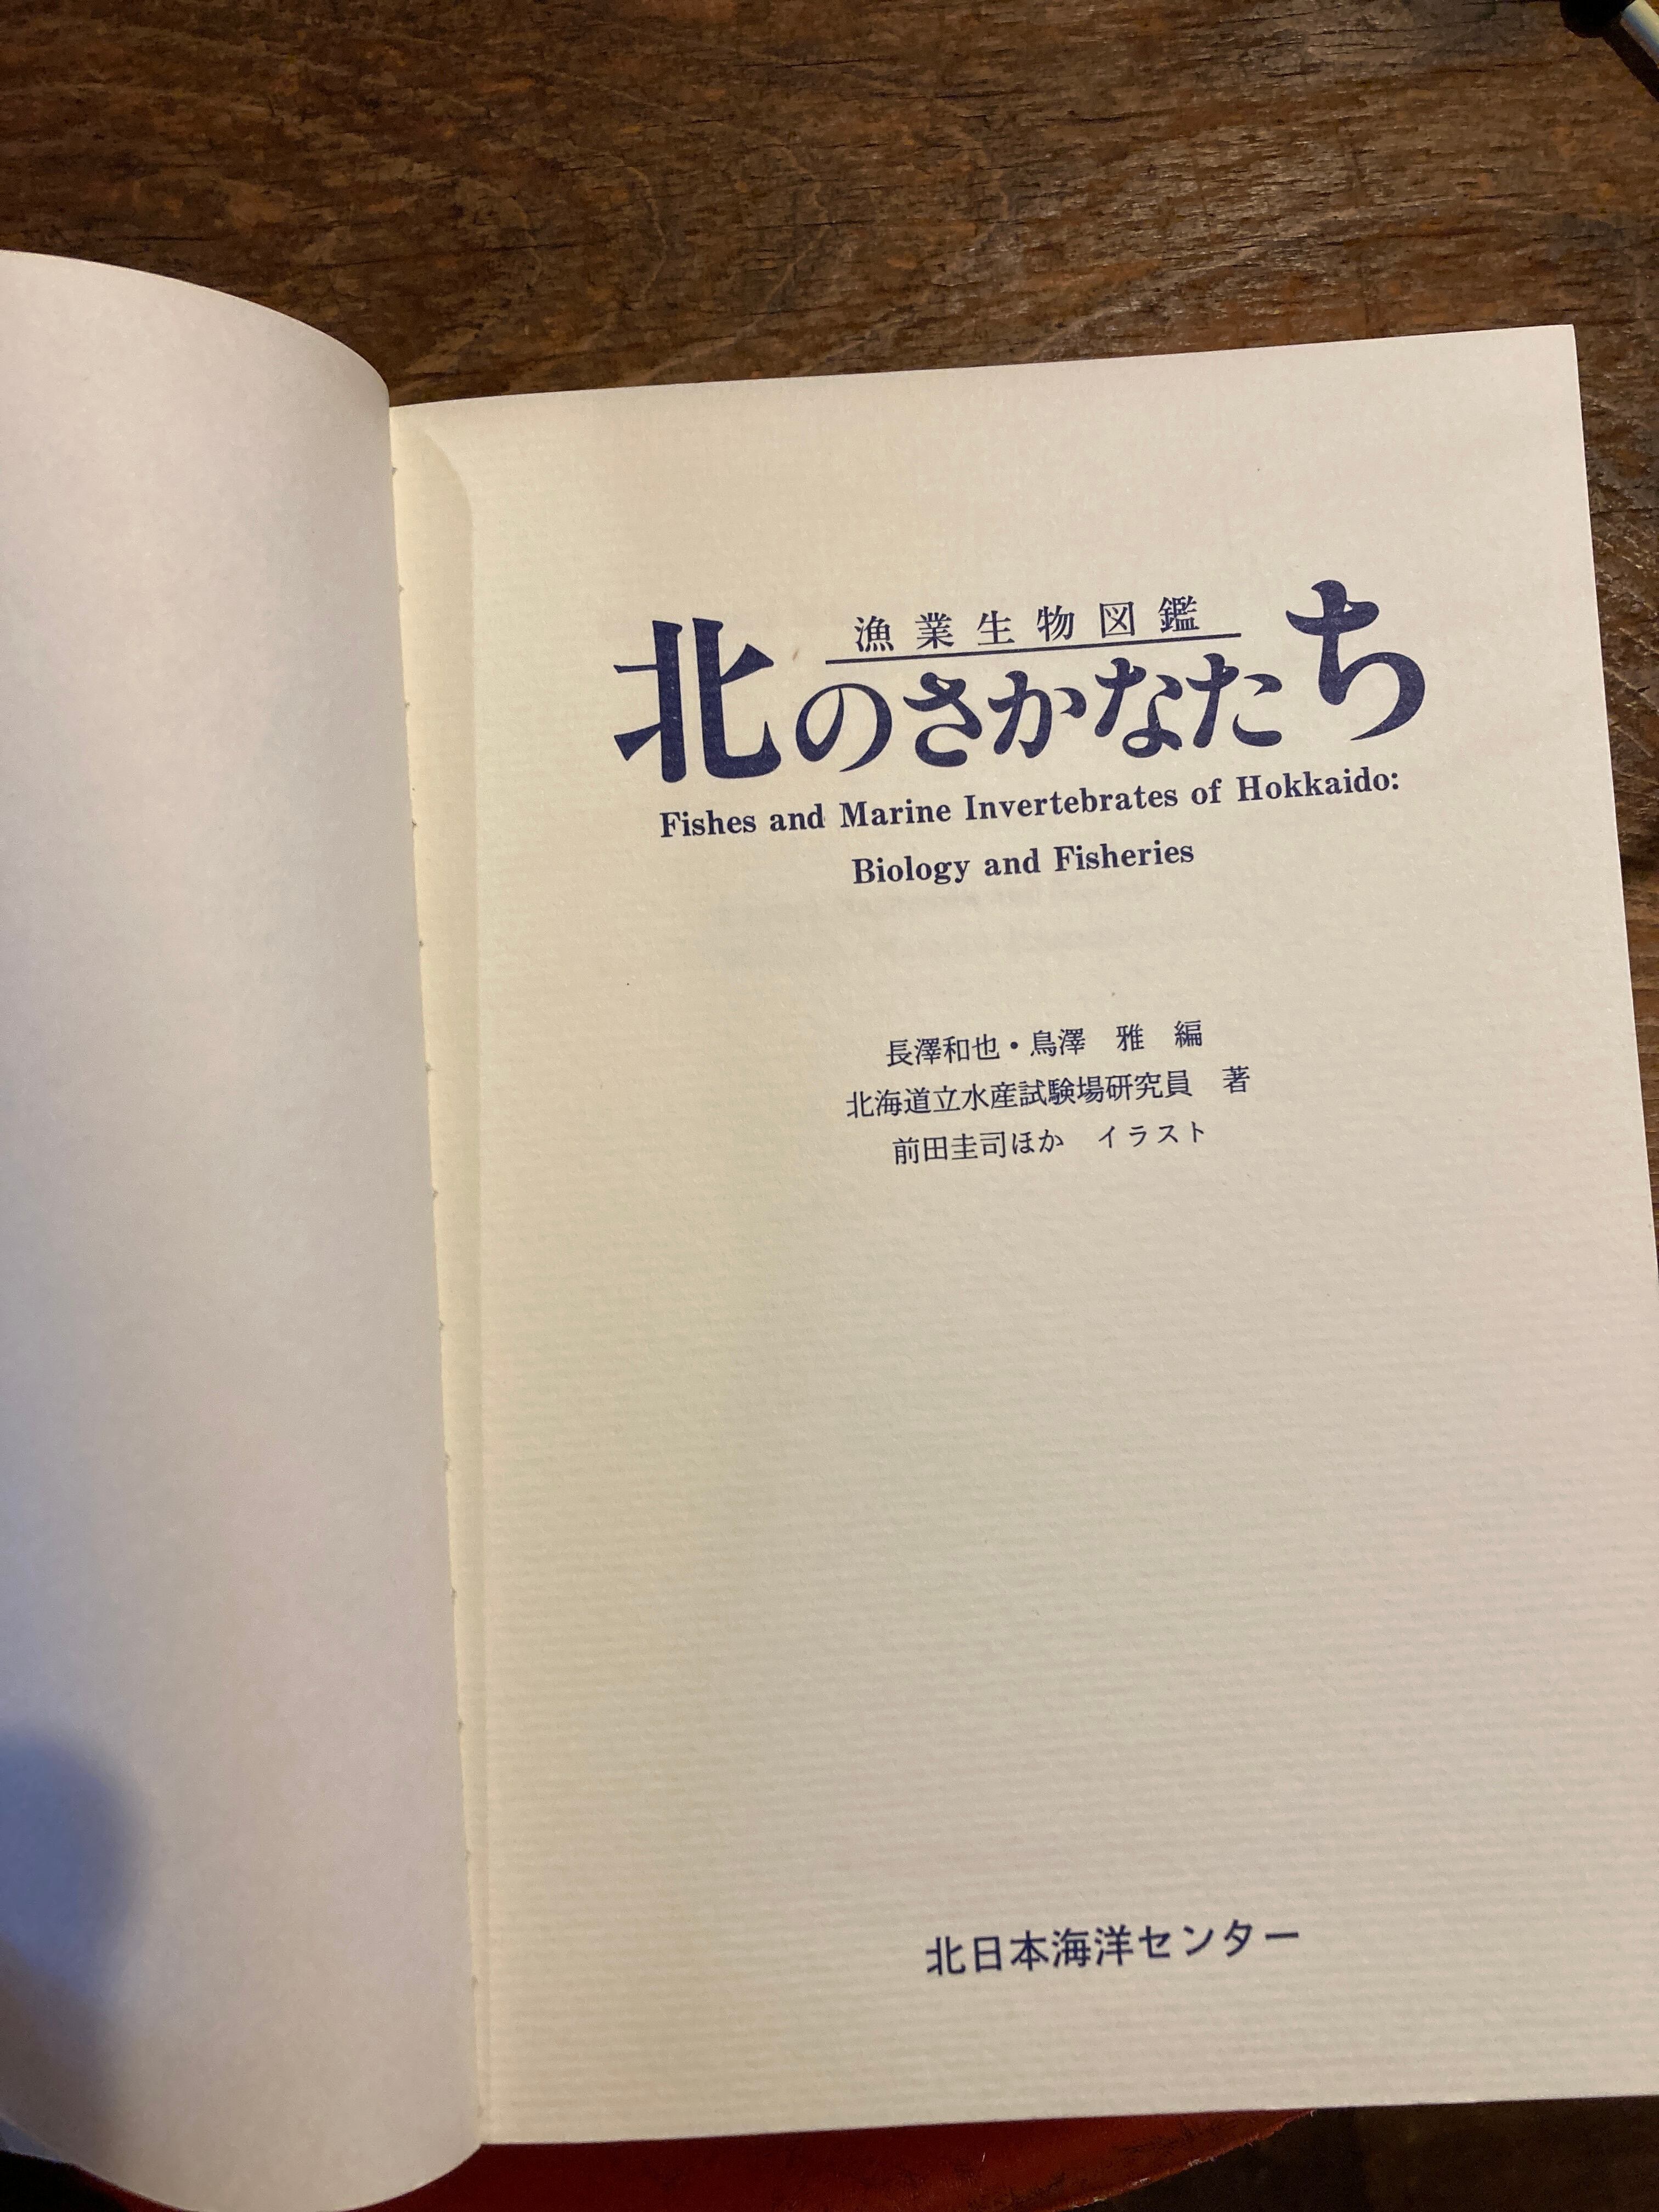 漁業生物図鑑
北のさかなたち
Fishes and Marine Invertebrates of Hokkaido:
Biology and Fisheries
長澤和也・鳥澤　雅　編
北海道立水産試験場研究員　著
前田圭司ほか　イラスト
北日本海洋センター